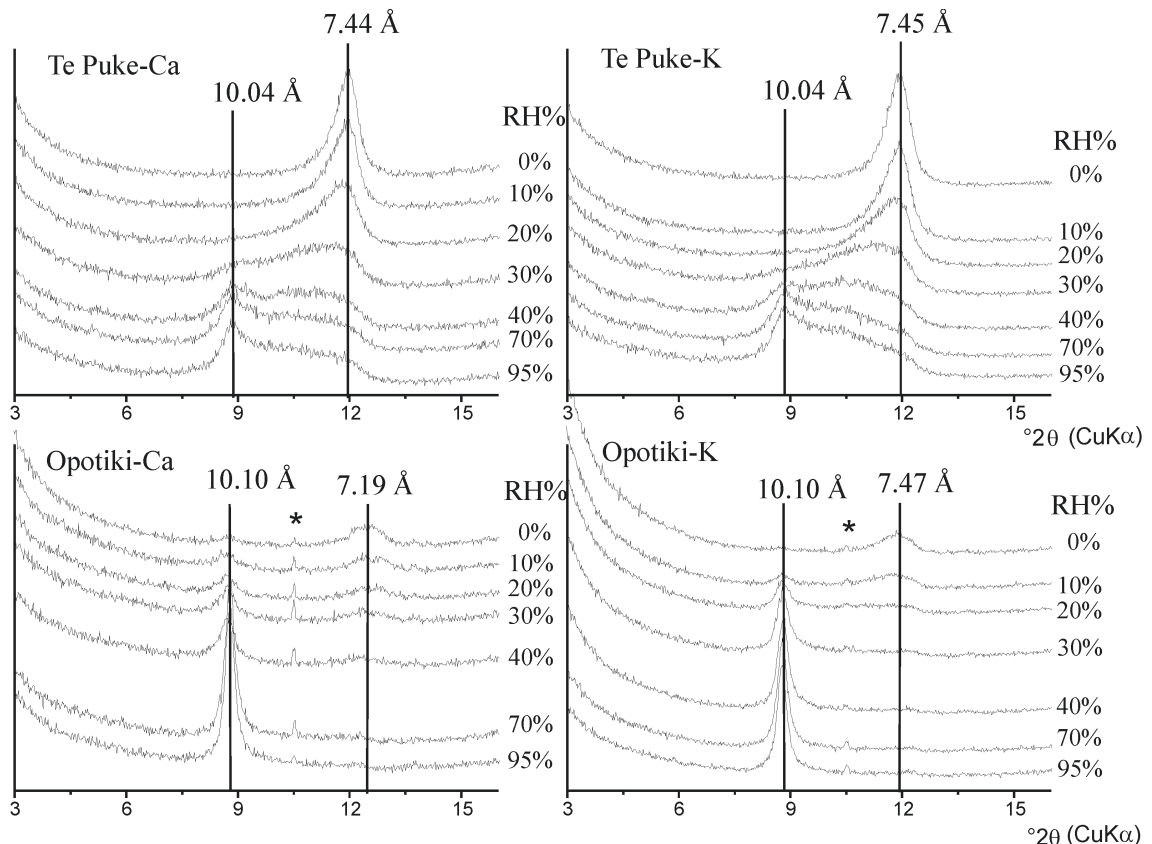 Te Puke-Ca
7.44 Å
10.04 Å
RH%
0%
10%
20%
30%
40%
70%
95%
3 6 9 12 15
Te Puke-K
7.45 Å
10.04 Å
RH%
0%
10%
20%
30%
40%
70%
95%
3 6 9 12 15
°2θ (CuKα)
Opotiki-Ca
10.10 Å
7.19 Å
*
RH%
0%
10%
20%
30%
40%
70%
95%
3 6 9 12 15
Opotiki-K
10.10 Å
7.47 Å
*
RH%
0%
10%
20%
30%
40%
70%
95%
3 6 9 12 15
°2θ (CuKα)